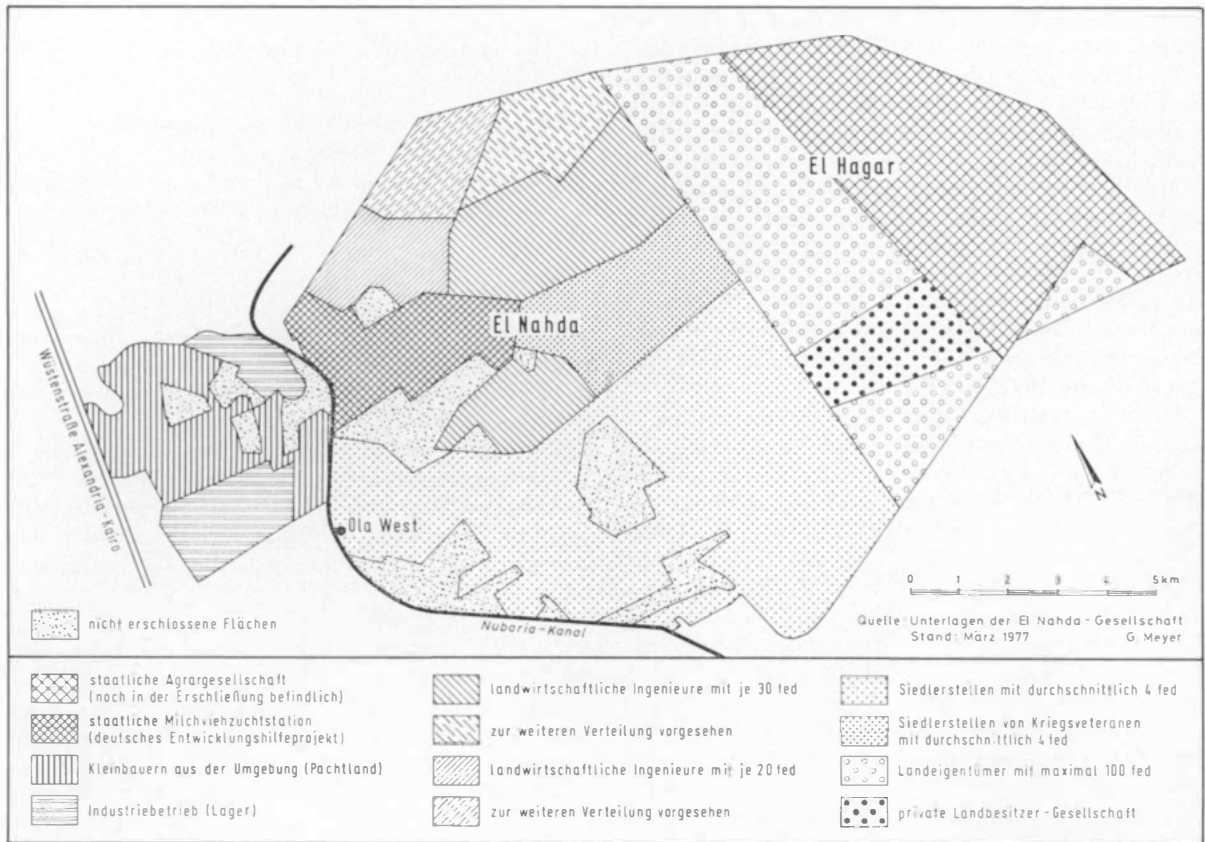 El Hagar
El Nahda
Wüstenstraße Alexandria-Kairo
Ola West
N
0 1 2 3 4 5km
Quelle: Unterlagen der El Nahda-Gesellschaft
Stand: März 1977 G. Meyer
Nubaria-Kanal
nicht erschlossene Flächen
staatliche Agrargesellschaft
(noch in der Erschließung befindlich)
staatliche Milchviehzuchtstation
(deutsches Entwicklungshilfeprojekt)
Kleinbauern aus der Umgebung (Pachtland)
Industriebetrieb (Lager)
landwirtschaftliche Ingenieure mit je 30 fed
zur weiteren Verteilung vorgesehen
landwirtschaftliche Ingenieure mit je 20 fed
zur weiteren Verteilung vorgesehen
Siedlerstellen mit durchschnittlich 4 fed
Siedlerstellen von Kriegsveteranen
mit durchschnittlich 4 fed
Landeigentümer mit maximal 100 fed
private Landbesitzer-Gesellschaft